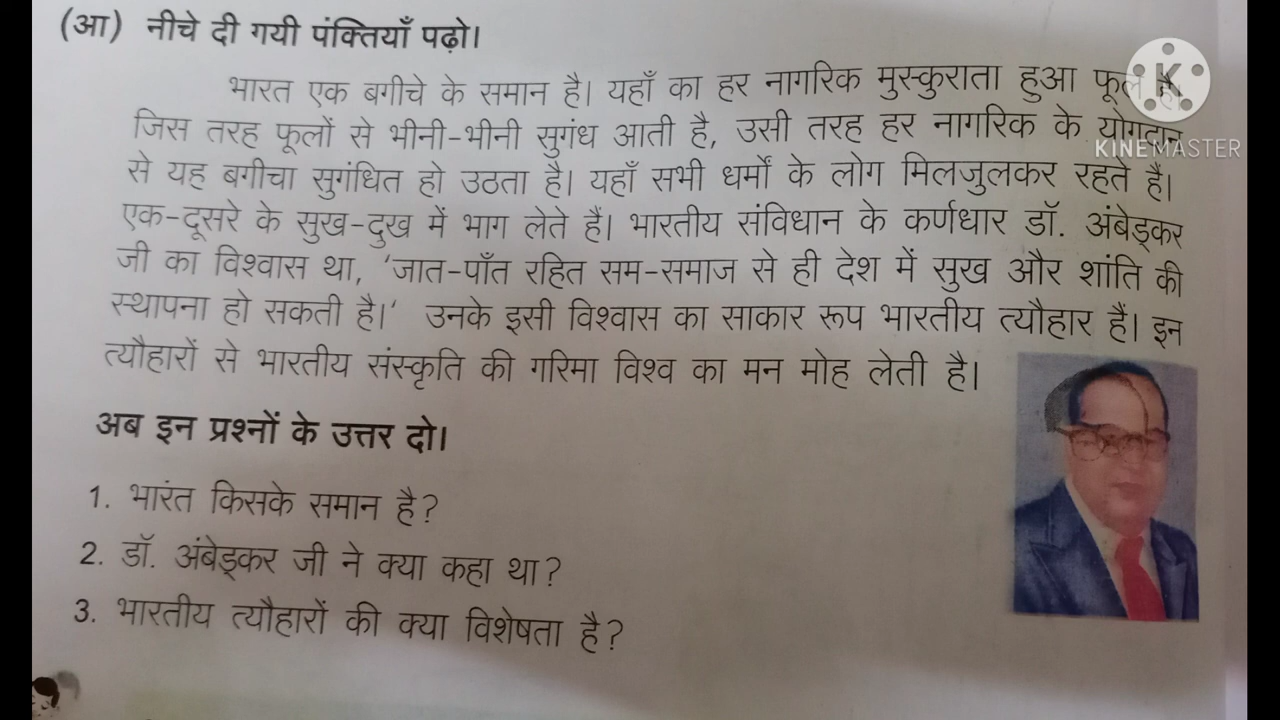 (आ) नीचे दी गयी पंक्तियाँ पढ़ो।
भारत एक बगीचे के समान है। यहाँ का हर नागरिक मुस्कुराता हुआ फूल है।
जिस तरह फूलों से भीनी-भीनी सुगंध आती है, उसी तरह हर नागरिक के योगदान
से यह बगीचा सुगंधित हो उठता है। यहाँ सभी धर्मों के लोग मिलजुलकर रहते हैं।
एक-दूसरे के सुख-दुख में भाग लेते हैं। भारतीय संविधान के कर्णधार डॉ. अंबेड्कर
जी का विश्वास था, 'जात-पाँत रहित सम-समाज से ही देश में सुख और शांति की
स्थापना हो सकती है।' उनके इसी विश्वास का साकार रूप भारतीय त्यौहार हैं। इन
त्यौहारों से भारतीय संस्कृति की गरिमा विश्व का मन मोह लेती है।
अब इन प्रश्नों के उत्तर दो।
1. भारत किसके समान है?
2. डॉ. अंबेड्कर जी ने क्या कहा था?
3. भारतीय त्यौहारों की क्या विशेषता है?
K
KINEMASTER